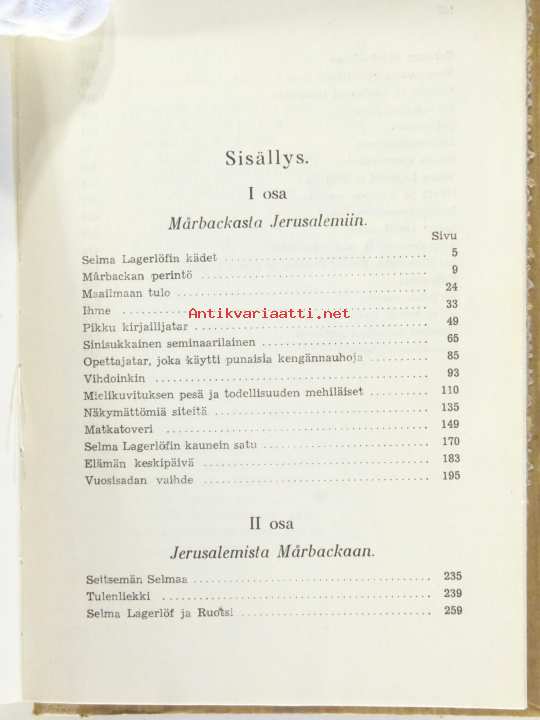 Sisällys.
I osa
Mårbackasta Jerusalemiin.
Sivu
Selma Lagerlöfin kädet ........ 5
Mårbackan perintö ........ 9
Maailmaan tulo ........ 24
Ihme ........ 33
Antikvariaatti.net
Pikku kirjailijatar ........ 49
Sinisukkainen seminaarilainen ........ 65
Opettajatar, joka käytti punaisia kengännauhoja ........ 85
Vihdoinkin ........ 93
Mielikuvituksen pesä ja todellisuuden mehiläiset ........ 110
Näkymättömiä siteitä ........ 135
Matkatoveri ........ 149
Selma Lagerlöfin kaunein satu ........ 170
Elämän keskipäivä ........ 183
Vuosisadan vaihde ........ 195
II osa
Jerusalemista Mårbackaan.
Seitsemän Selmaa ........ 235
Tulenliekki ........ 239
Selma Lagerlöf ja Ruotsi ........ 259